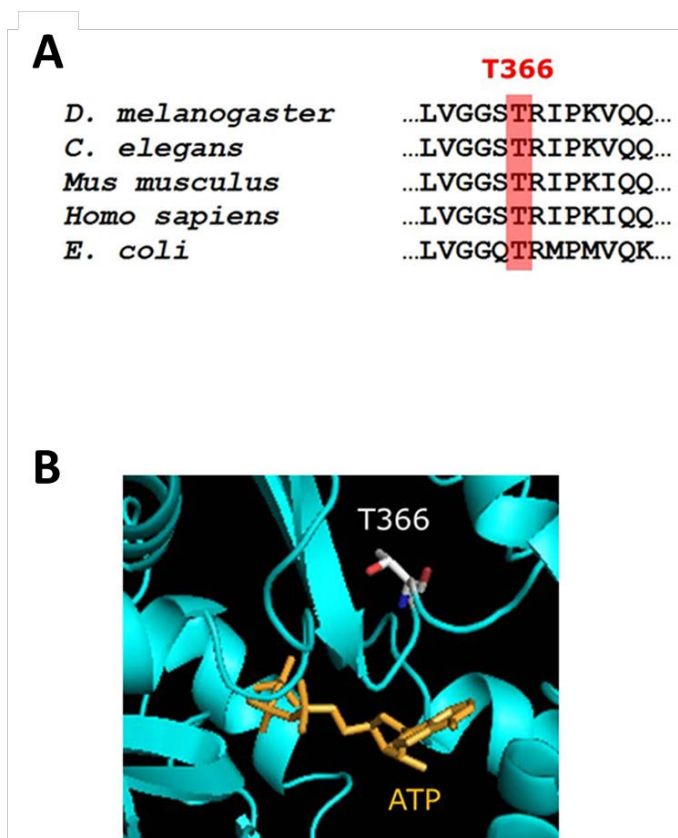 A
T366
D. melanogaster ...LVGGSTRIPKVQQ...
C. elegans ...LVGGSTRIPKVQQ...
Mus musculus ...LVGGSTRIPKIQQ...
Homo sapiens ...LVGGSTRIPKIQQ...
E. coli ...LVGGQTRMPMVQK...
B
T366
ATP